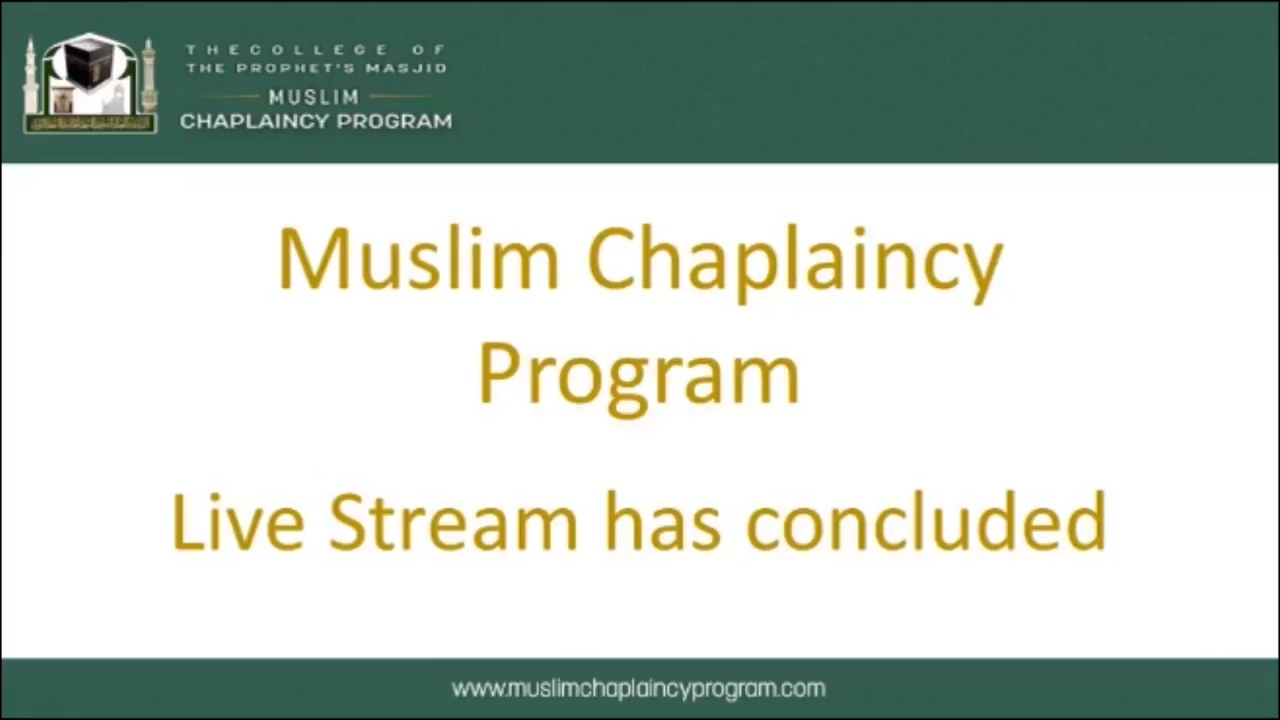 THE COLLEGE OF
THE PROPHET'S MASJID
MUSLIM
CHAPLAINCY PROGRAM
Muslim Chaplaincy
Program
Live Stream has concluded
www.muslimchaplaincyprogram.com